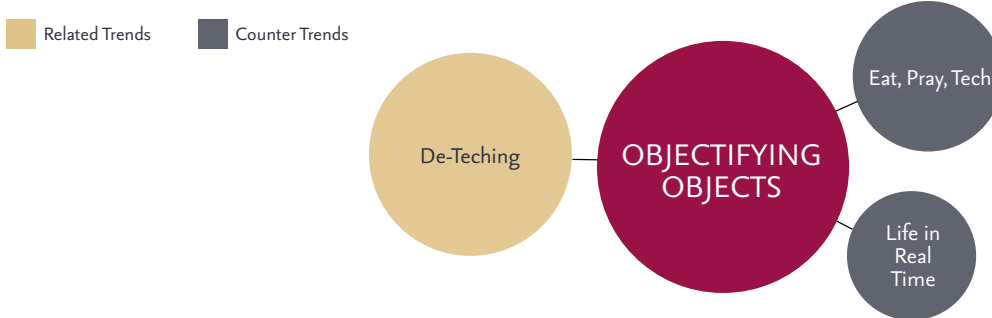 Related Trends
Counter Trends
De-Teching
OBJECTIFYING
OBJECTS
Eat, Pray, Tech
Life in
Real
Time